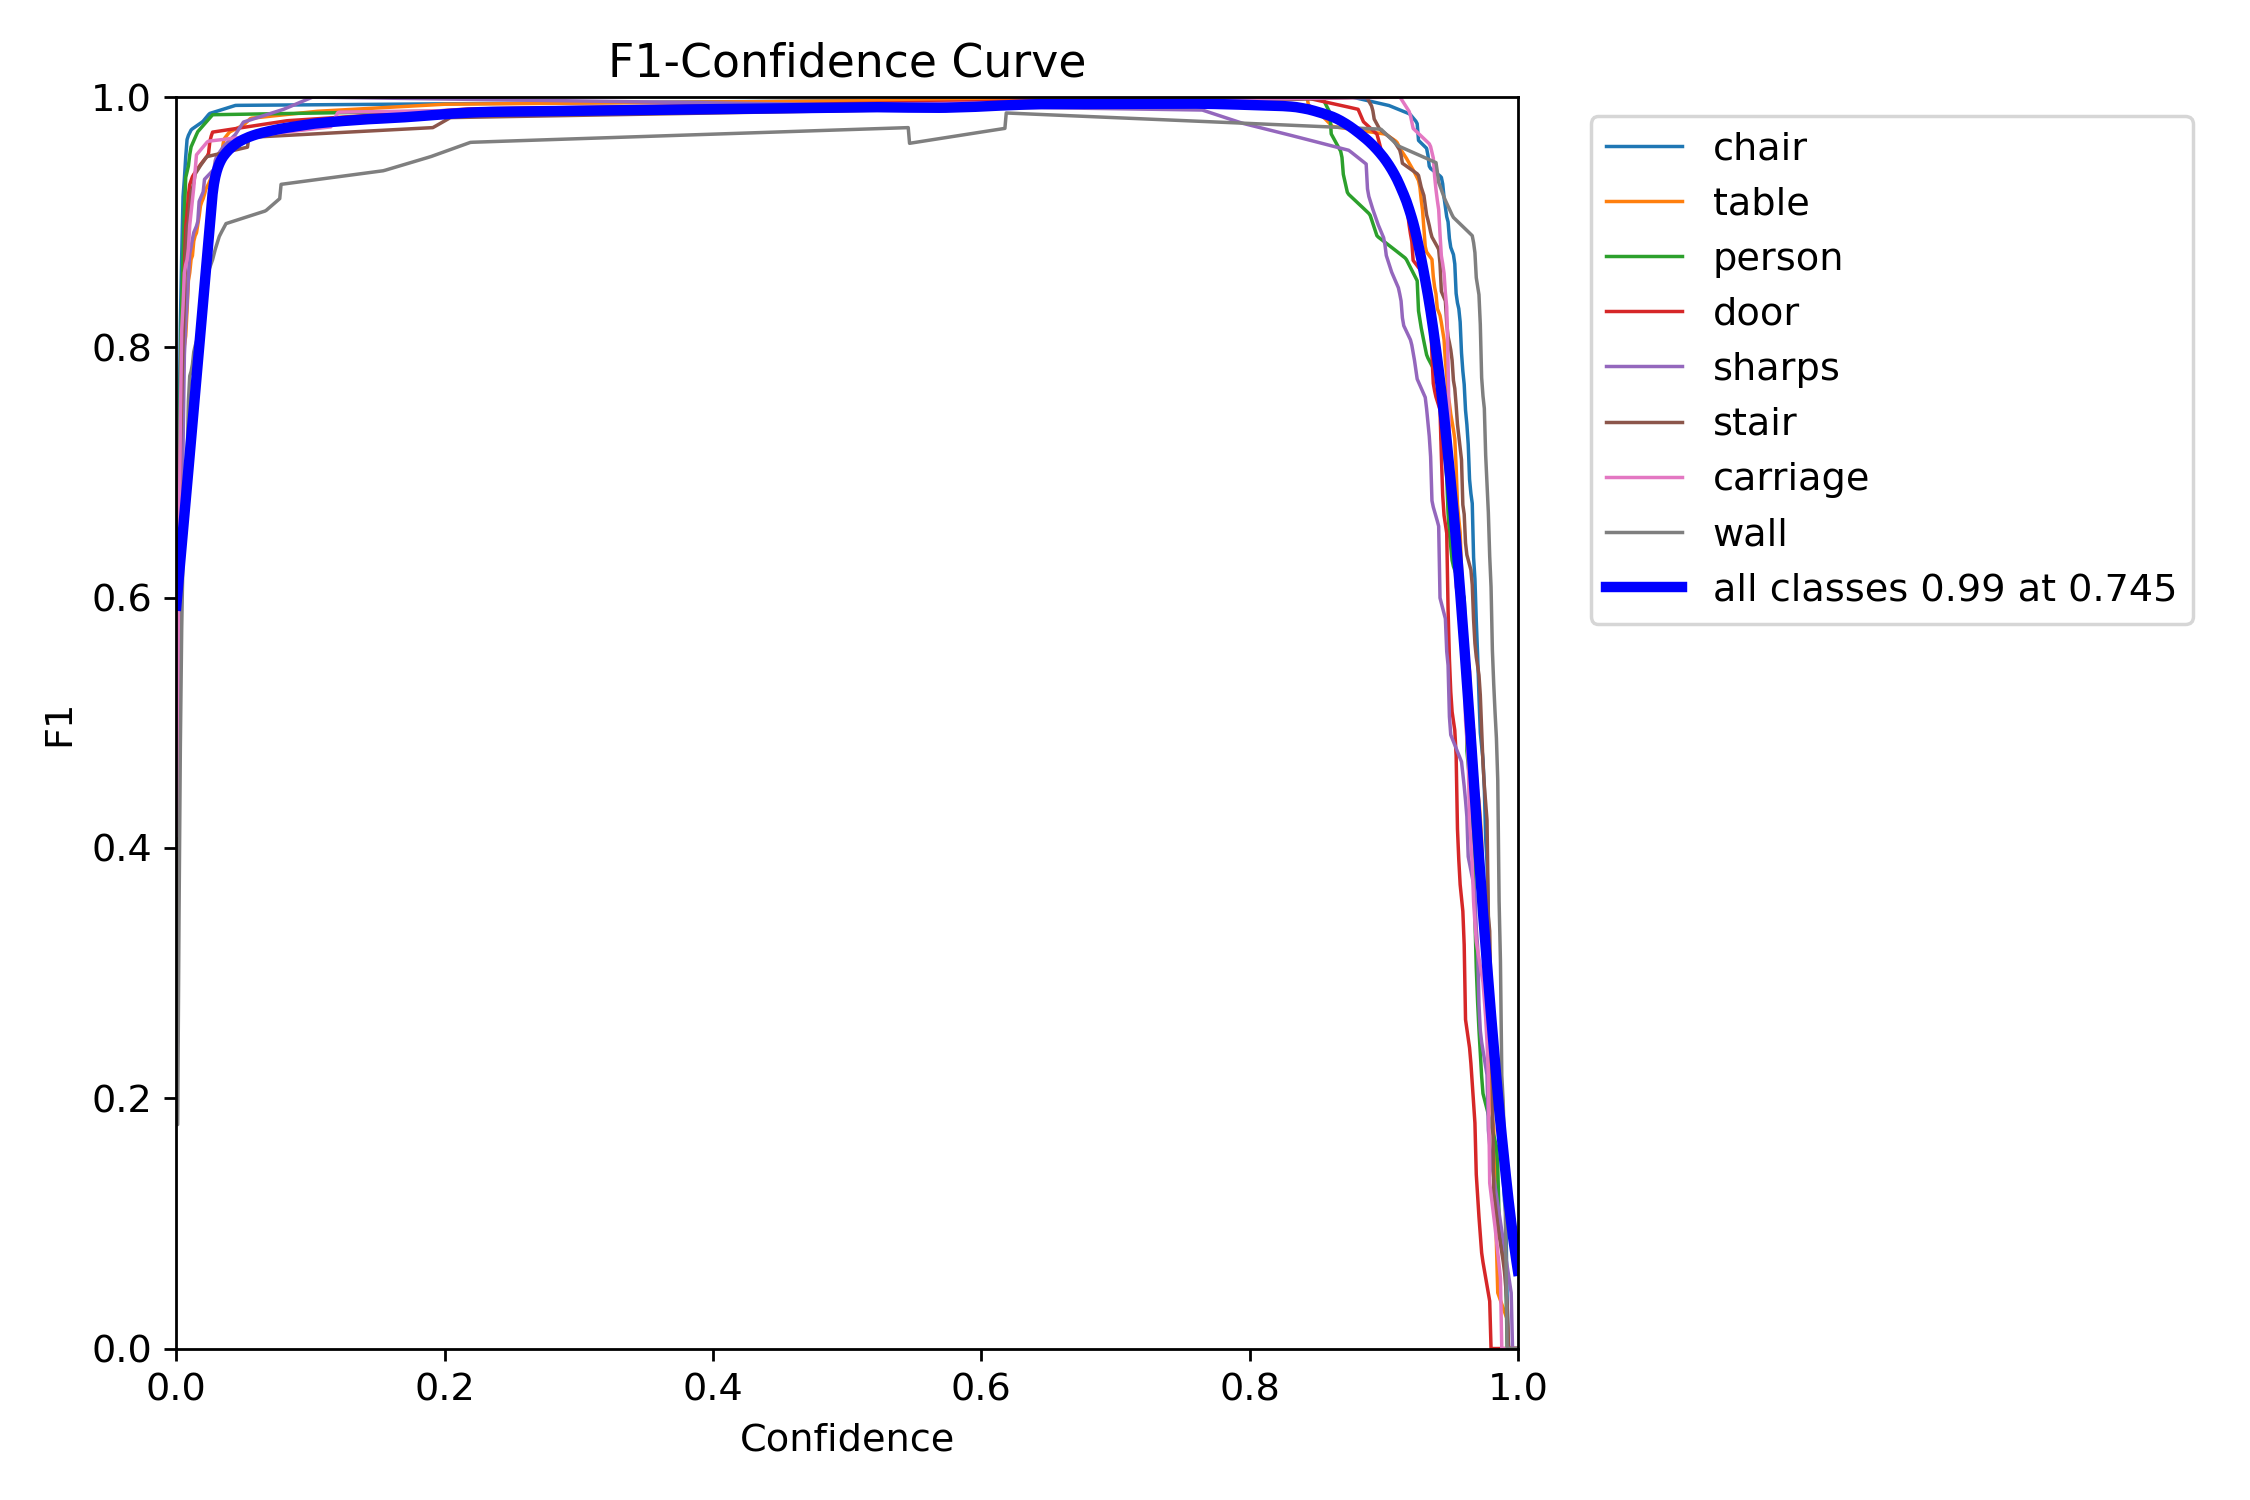 F1-Confidence Curve
1.0
0.8
0.6
0.4
0.2
0.0
F1
0.0 0.2 0.4 0.6 0.8 1.0
Confidence
chair
table
person
door
sharps
stair
carriage
wall
all classes 0.99 at 0.745